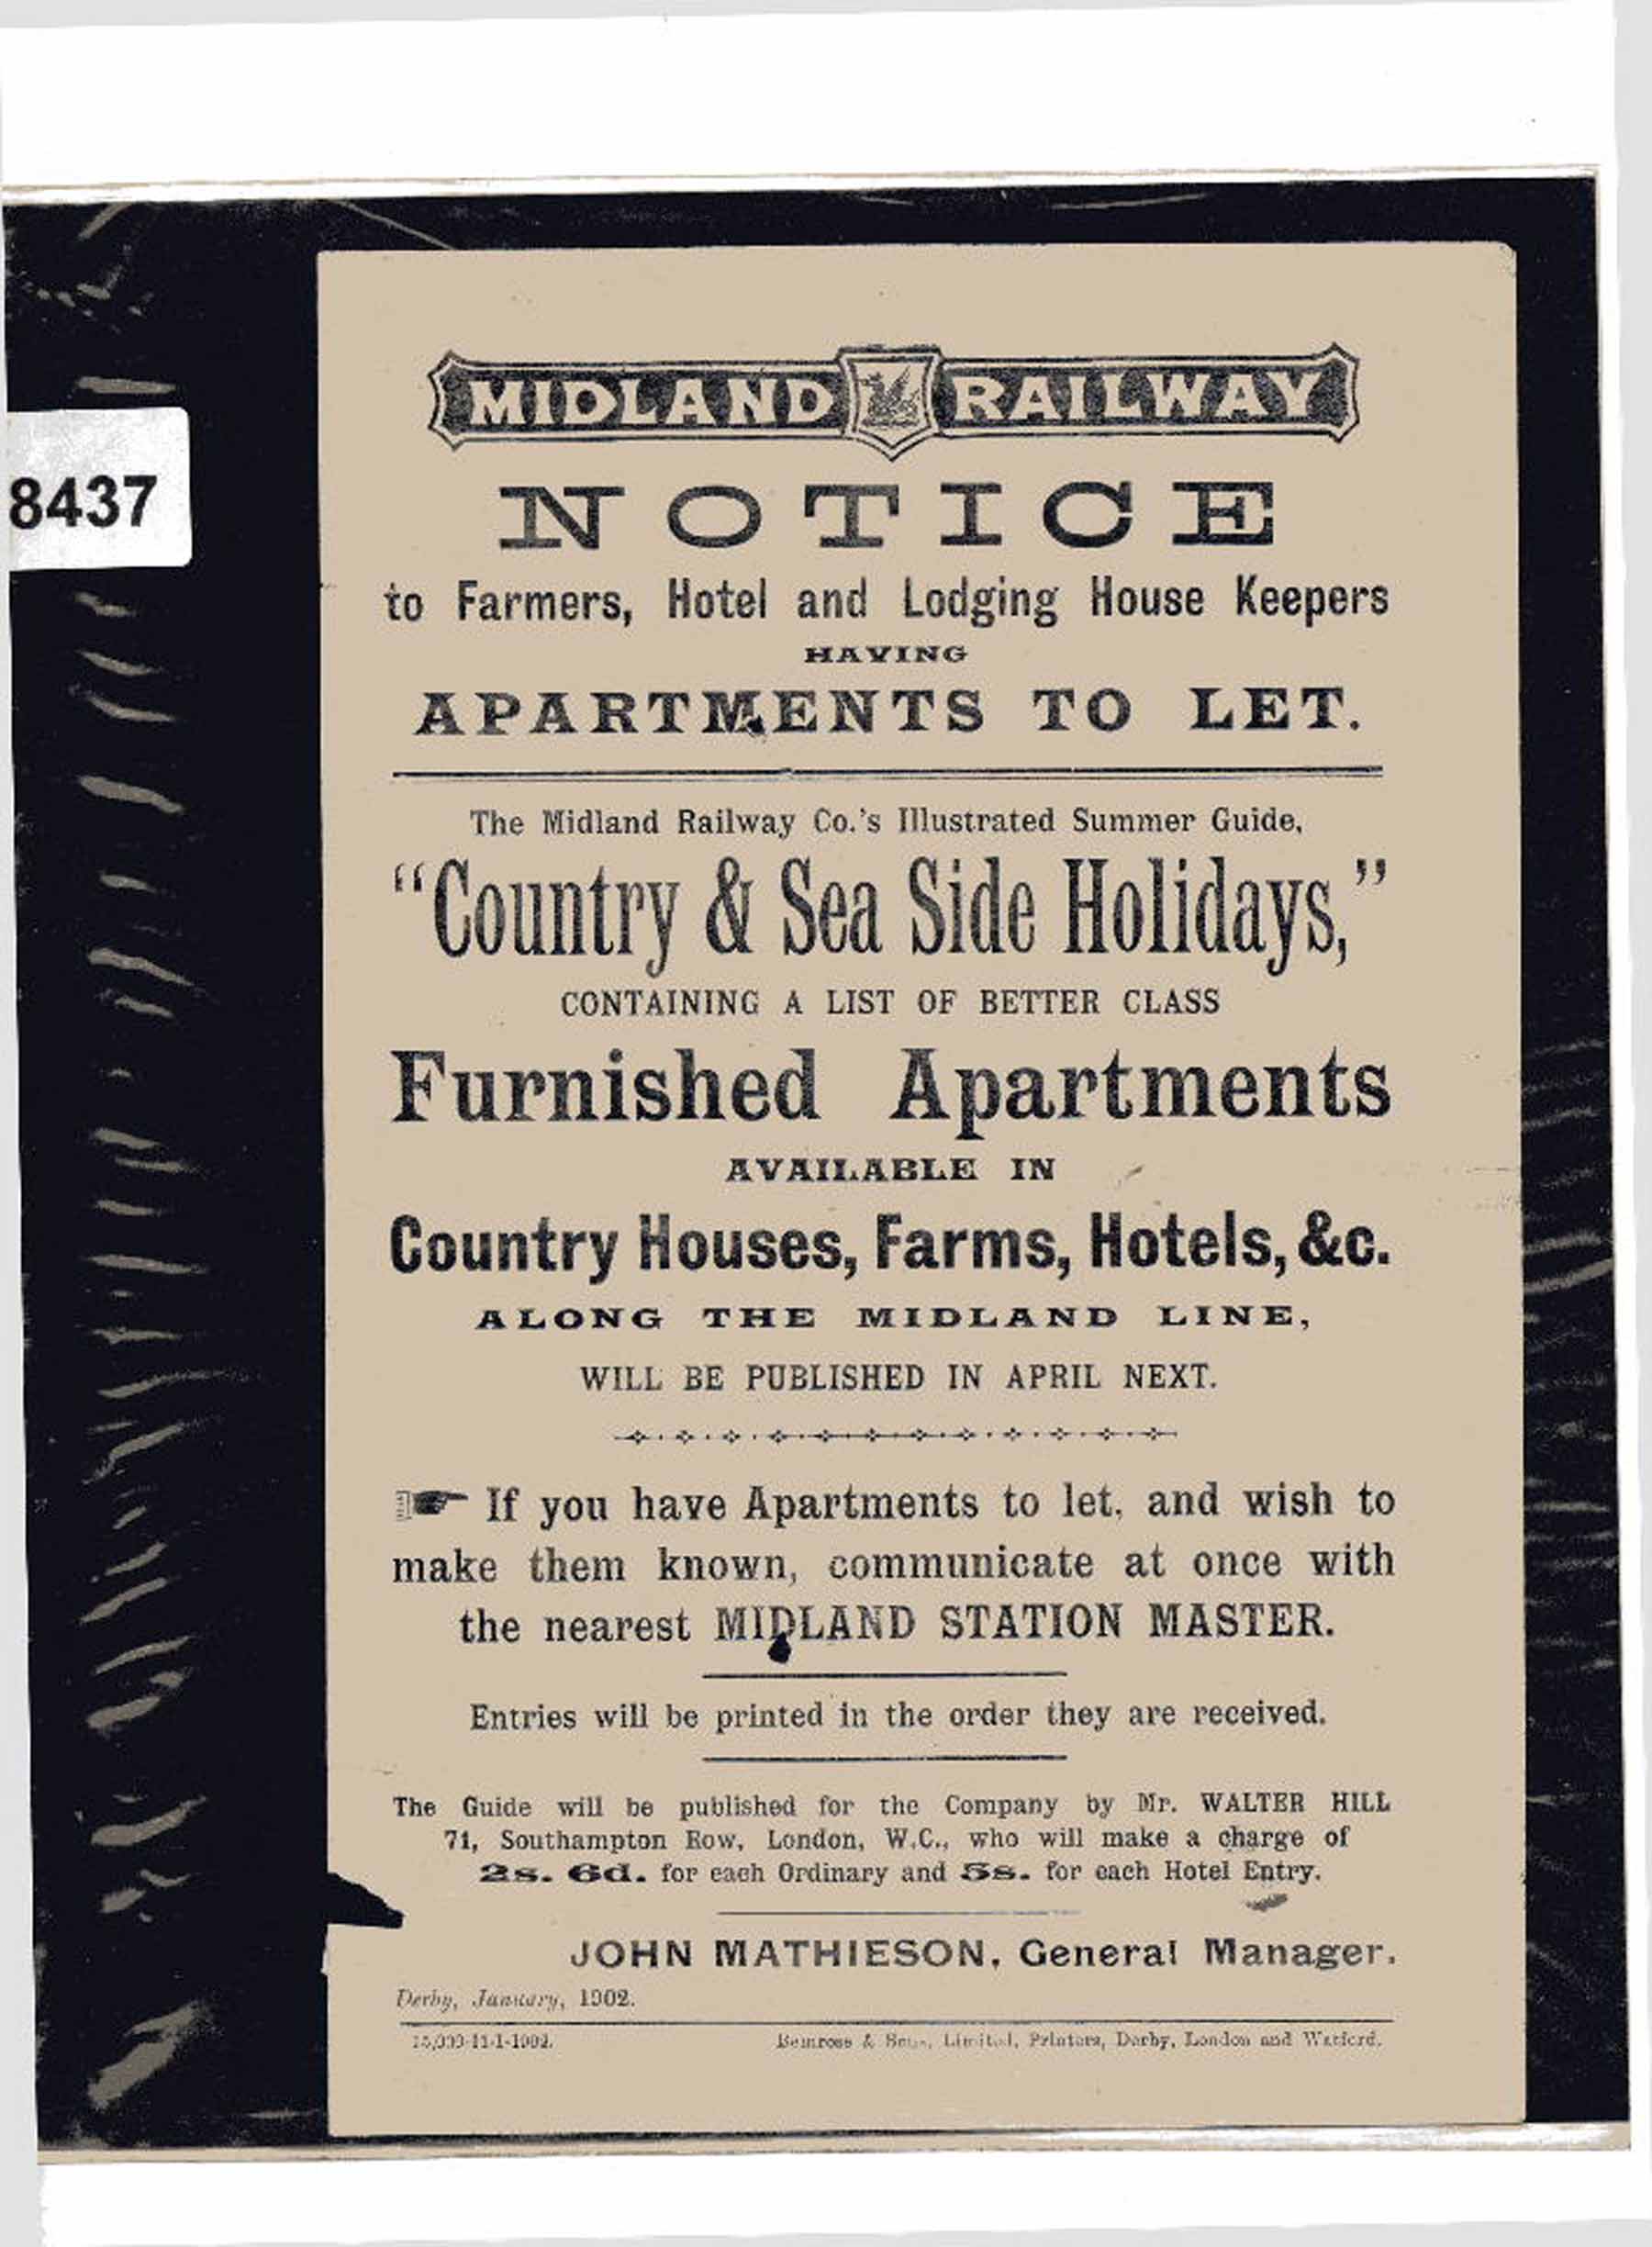 8437
MIDLAND RAILWAY
NOTICE
to Farmers, Hotel and Lodging House Keepers
HAVING
APARTMENTS TO LET.
The Midland Railway Co.'s Illustrated Summer Guide,
“Country & Sea Side Holidays,”
CONTAINING A LIST OF BETTER CLASS
Furnished Apartments
AVAILABLE IN
Country Houses, Farms, Hotels, &c.
ALONG THE MIDLAND LINE,
WILL BE PUBLISHED IN APRIL NEXT.
☞ If you have Apartments to let, and wish to
make them known, communicate at once with
the nearest MIDLAND STATION MASTER.
Entries will be printed in the order they are received.
The Guide will be published for the Company by Mr. WALTER HILL
71, Southampton Row, London, W.C., who will make a charge of
2s. 6d. for each Ordinary and 5s. for each Hotel Entry.
JOHN MATHIESON, General Manager.
Derby, January, 1902.
11-1-1902.
Bemrose & Sons, Limited, Printers, Derby, London and Watford.